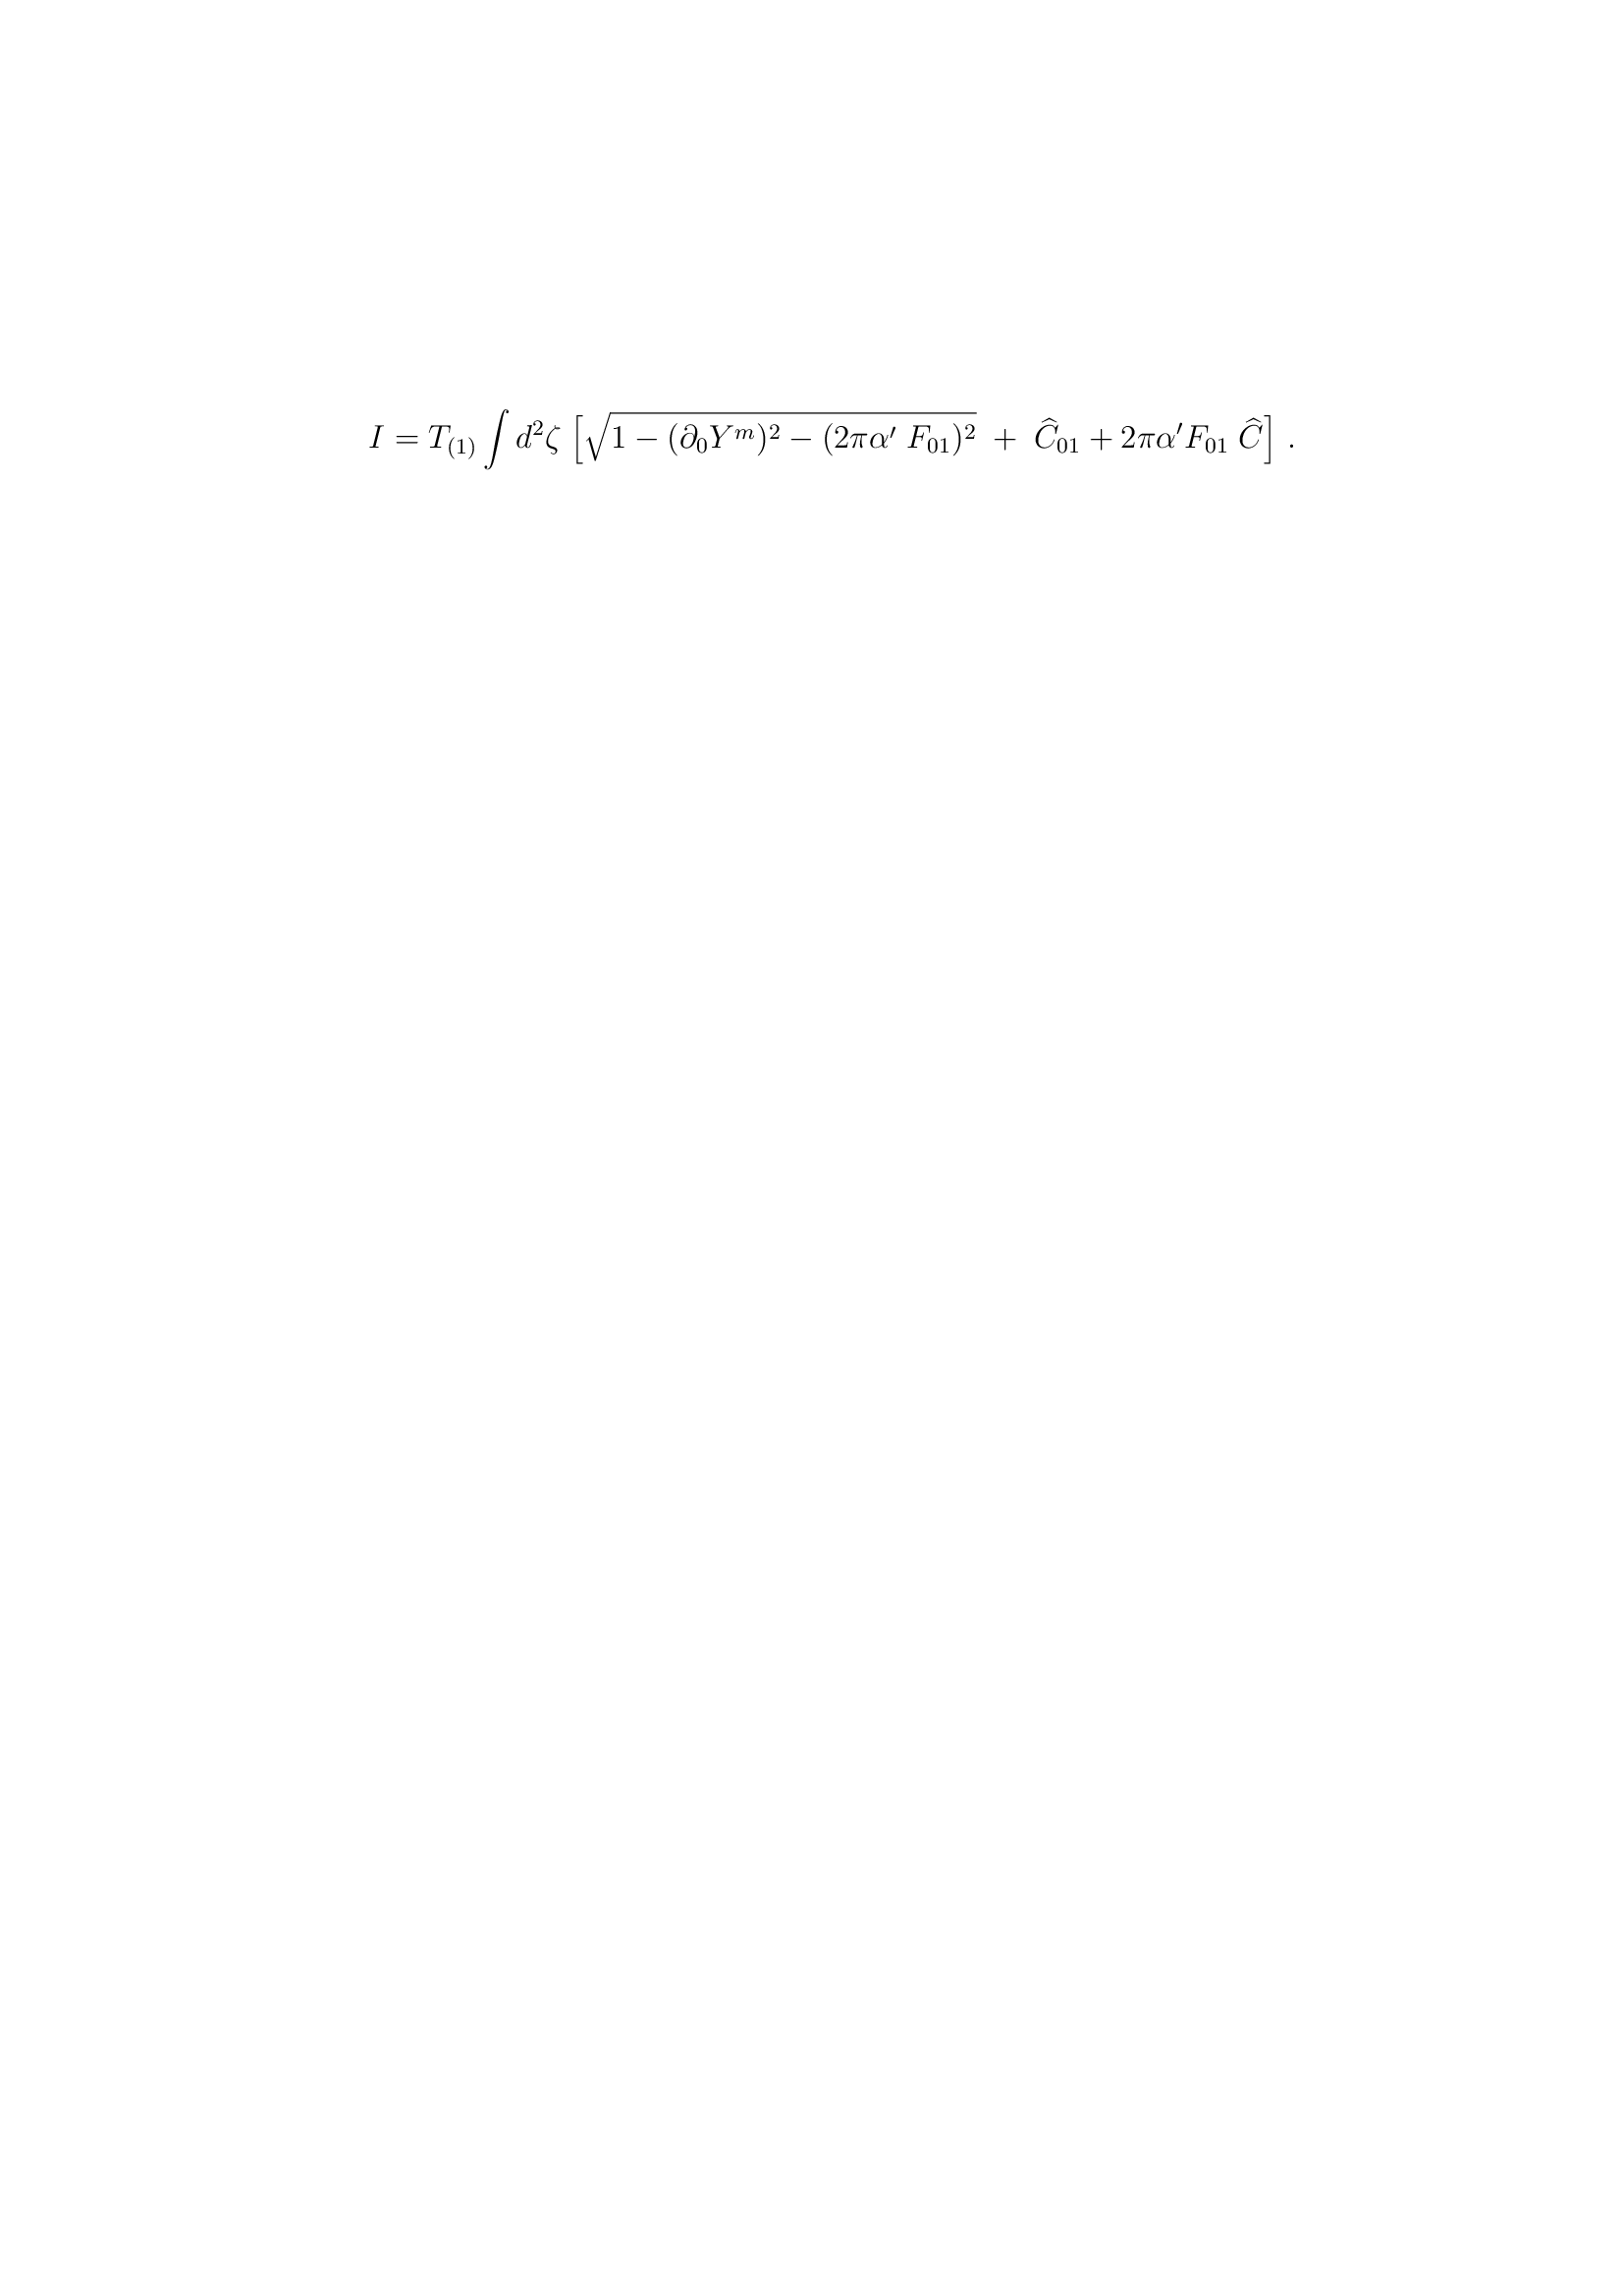 $I = T_{(1)} \int d^2\zeta \, \left[ \sqrt{1 - (\partial_0 Y^m)^2 - (2\pi\alpha' \; F_{01})^2} \; + \; \widehat{C}_{01} + 2\pi\alpha' F_{01} \; \widehat{C} \right] \, .$